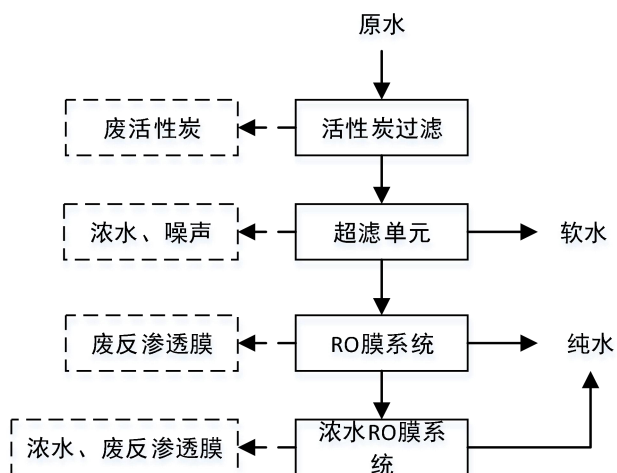 原水
废活性炭
活性炭过滤
浓水、噪声
超滤单元
软水
废反渗透膜
RO膜系统
纯水
浓水、废反渗透膜
浓水RO膜系
统